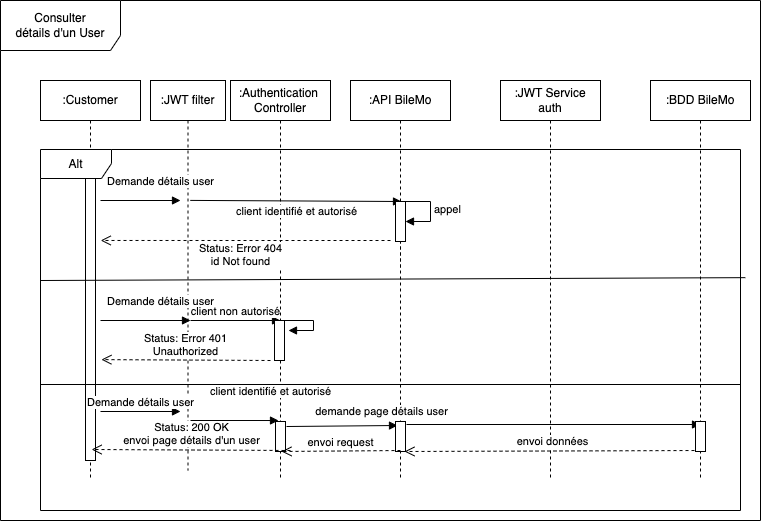 Consulter
détails d'un User
:Customer
:JWT filter
:Authentication
Controller
:API BileMo
:JWT Service
auth
:BDD BileMo
Alt
Demande détails user
client identifié et autorisé
appel
Status: Error 404
id Not found
Demande détails user
client non autorisé
Status: Error 401
Unauthorized
client identifié et autorisé
Demande détails user
demande page détails user
Status: 200 OK
envoi page détails d'un user
envoi request
envoi données